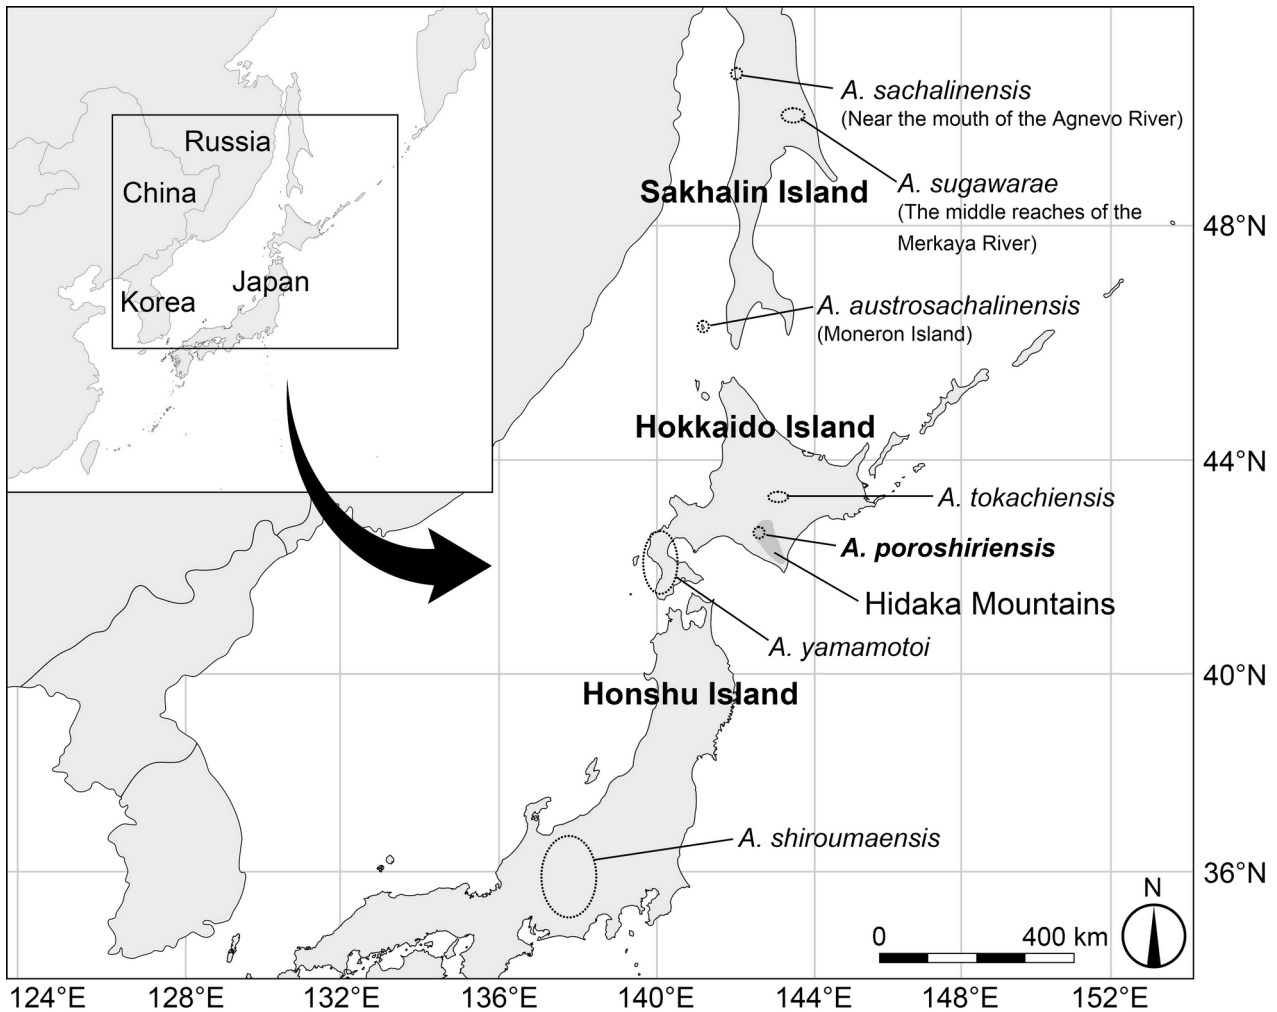 Russia
China
Korea
Japan
A. sachalinensis
(Near the mouth of the Agnevo River)
Sakhalin Island
A. sugawarae
(The middle reaches of the
Merkaya River)
48°N
A. austrosachalinensis
(Moneron Island)
Hokkaido Island
44°N
A. tokachiensis
A. poroshiriensis
Hidaka Mountains
A. yamamotoi
40°N
Honshu Island
A. shiroumaensis
36°N
N
0 400 km
124°E 128°E 132°E 136°E 140°E 144°E 148°E 152°E